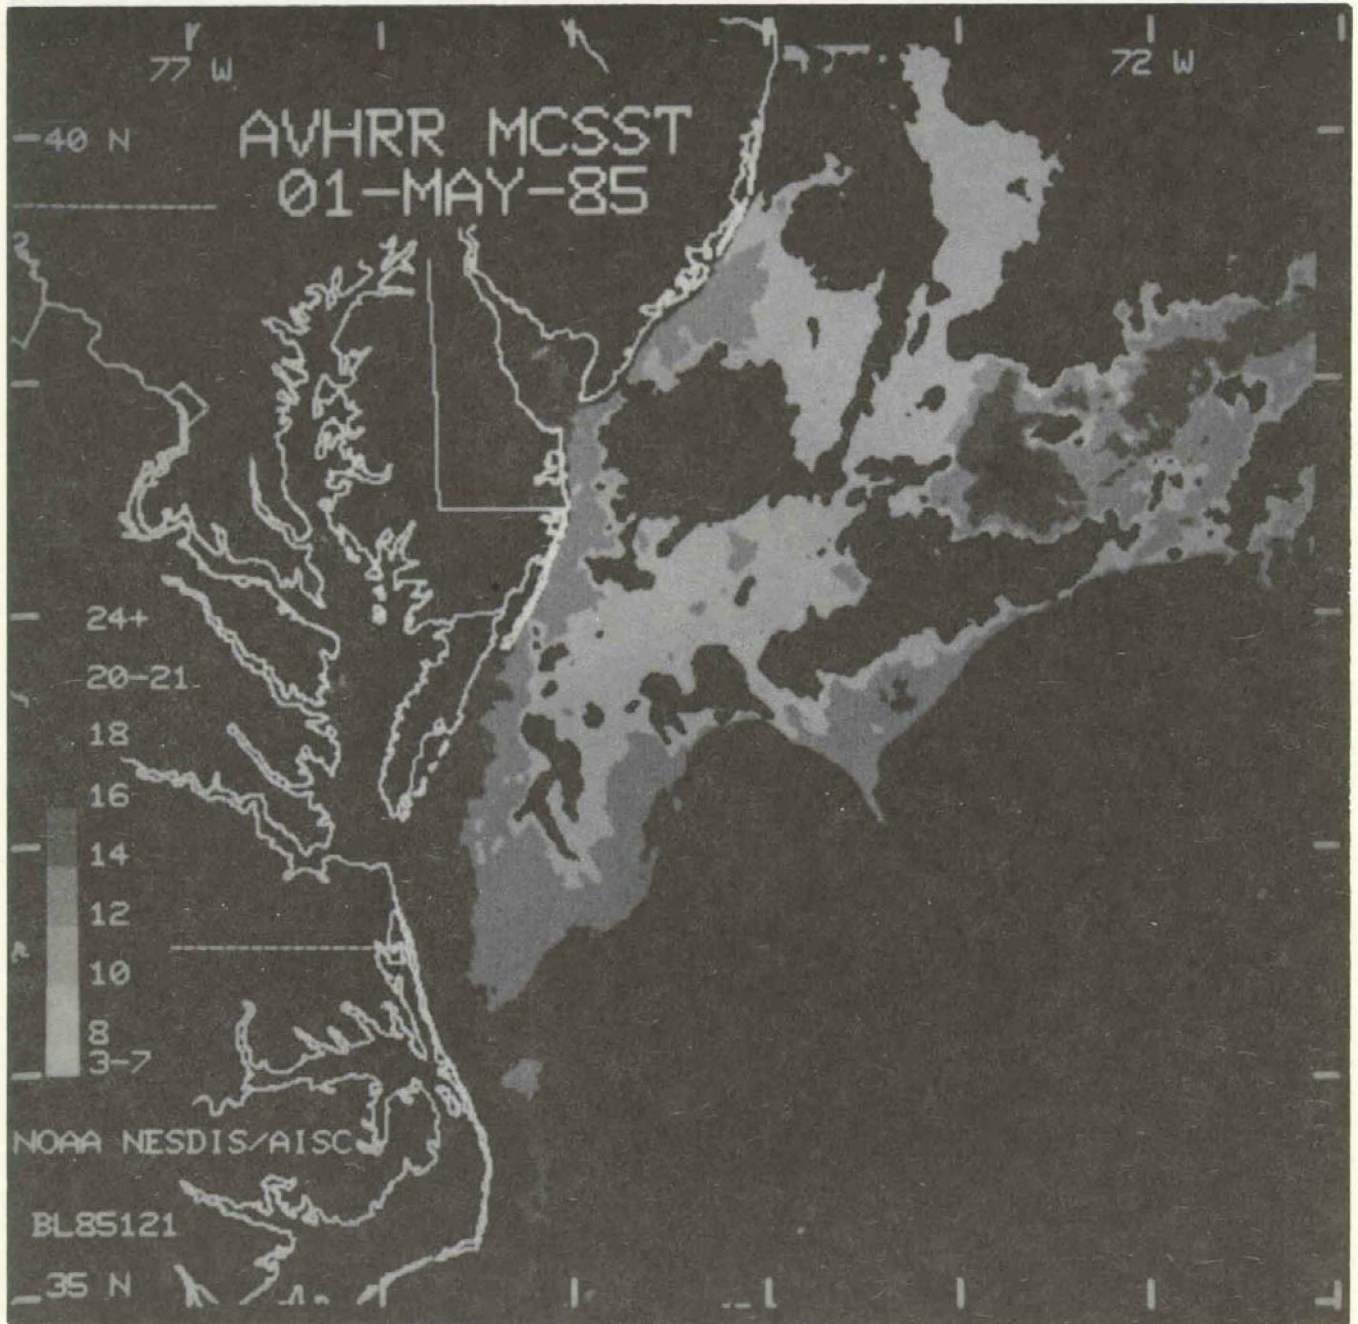 77 W
72 W
40 N
AVHRR MCSST
01-MAY-85
24+
20-21
18
16
14
12
10
8
3-7
NOAA NESDIS/AISC
BL85121
35 N